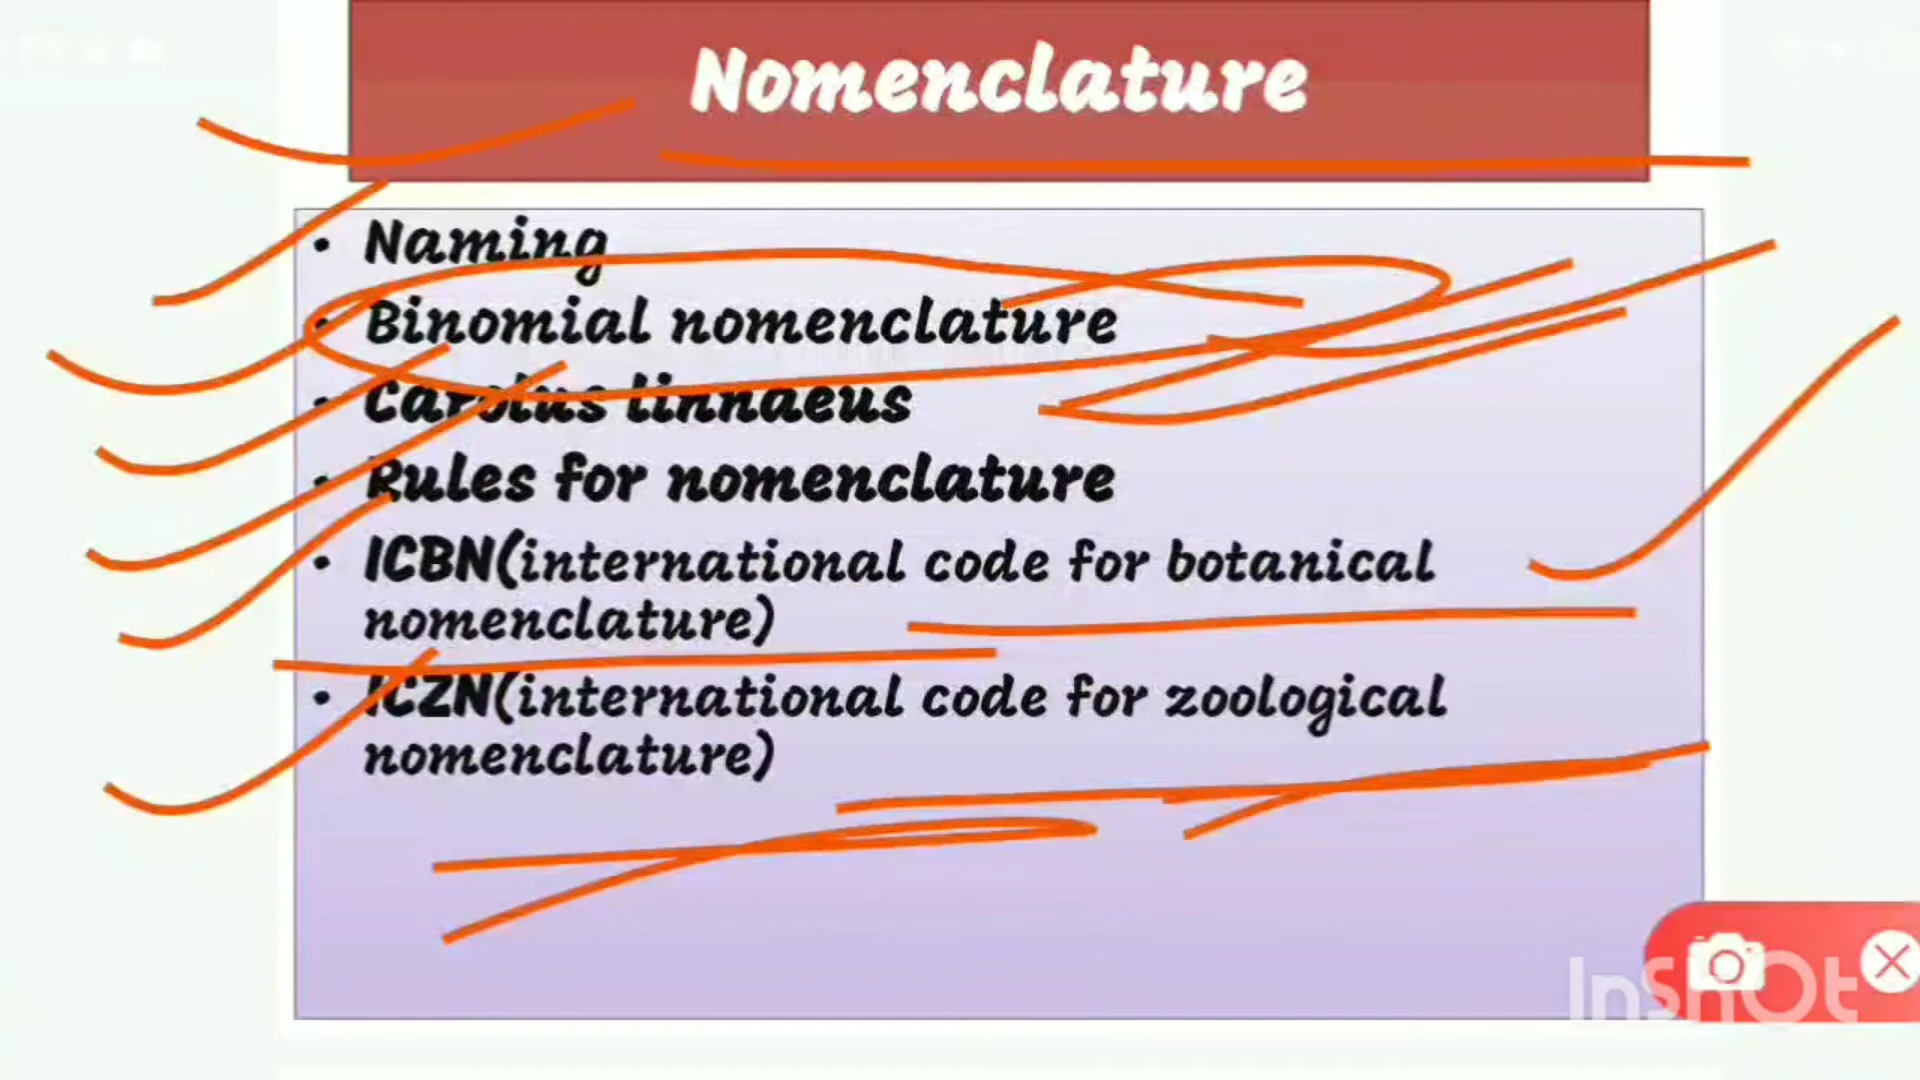 Nomenclature
• Naming
• Binomial nomenclature
• Carolus linnaeus
• Rules for nomenclature
• ICBN(international code for botanical
nomenclature)
• ICZN(international code for zoological
nomenclature)
InShOt